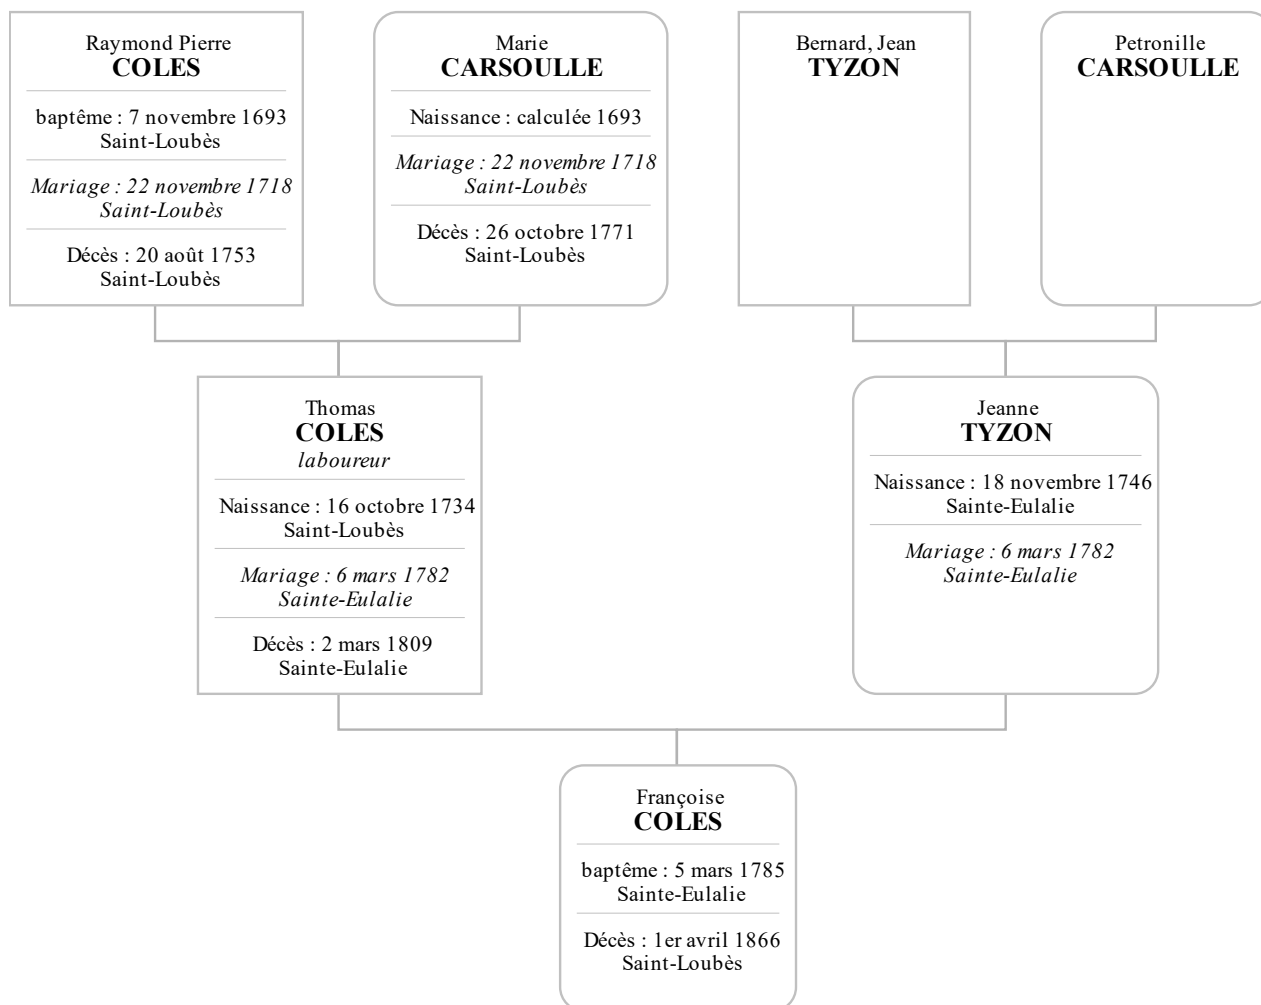 Raymond Pierre
COLES
baptême : 7 novembre 1693
Saint-Loubès
Mariage : 22 novembre 1718
Saint-Loubès
Décès : 20 août 1753
Saint-Loubès
Marie
CARSOULLE
Naissance : calculée 1693
Mariage : 22 novembre 1718
Saint-Loubès
Décès : 26 octobre 1771
Saint-Loubès
Bernard, Jean
TYZON
Petronille
CARSOULLE
Thomas
COLES
laboureur
Naissance : 16 octobre 1734
Saint-Loubès
Mariage : 6 mars 1782
Sainte-Eulalie
Décès : 2 mars 1809
Sainte-Eulalie
Jeanne
TYZON
Naissance : 18 novembre 1746
Sainte-Eulalie
Mariage : 6 mars 1782
Sainte-Eulalie
Françoise
COLES
baptême : 5 mars 1785
Sainte-Eulalie
Décès : 1er avril 1866
Saint-Loubès